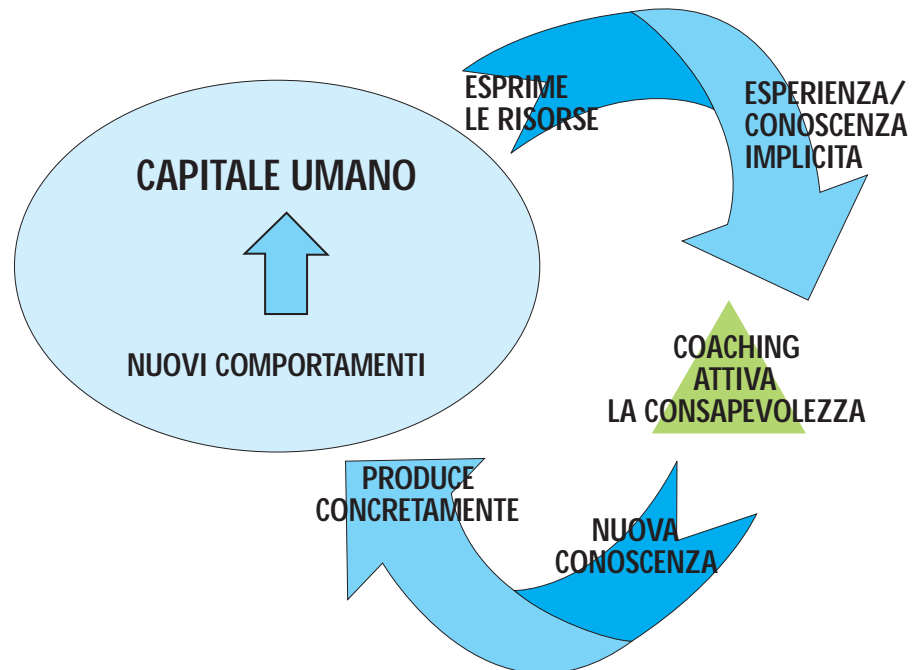 ESPRIME
LE RISORSE
ESPERIENZA/
CONOSCENZA
IMPLICITA
CAPITALE UMANO
NUOVI COMPORTAMENTI
COACHING
ATTIVA
LA CONSAPEVOLEZZA
PRODUCE
CONCRETAMENTE
NUOVA
CONOSCENZA